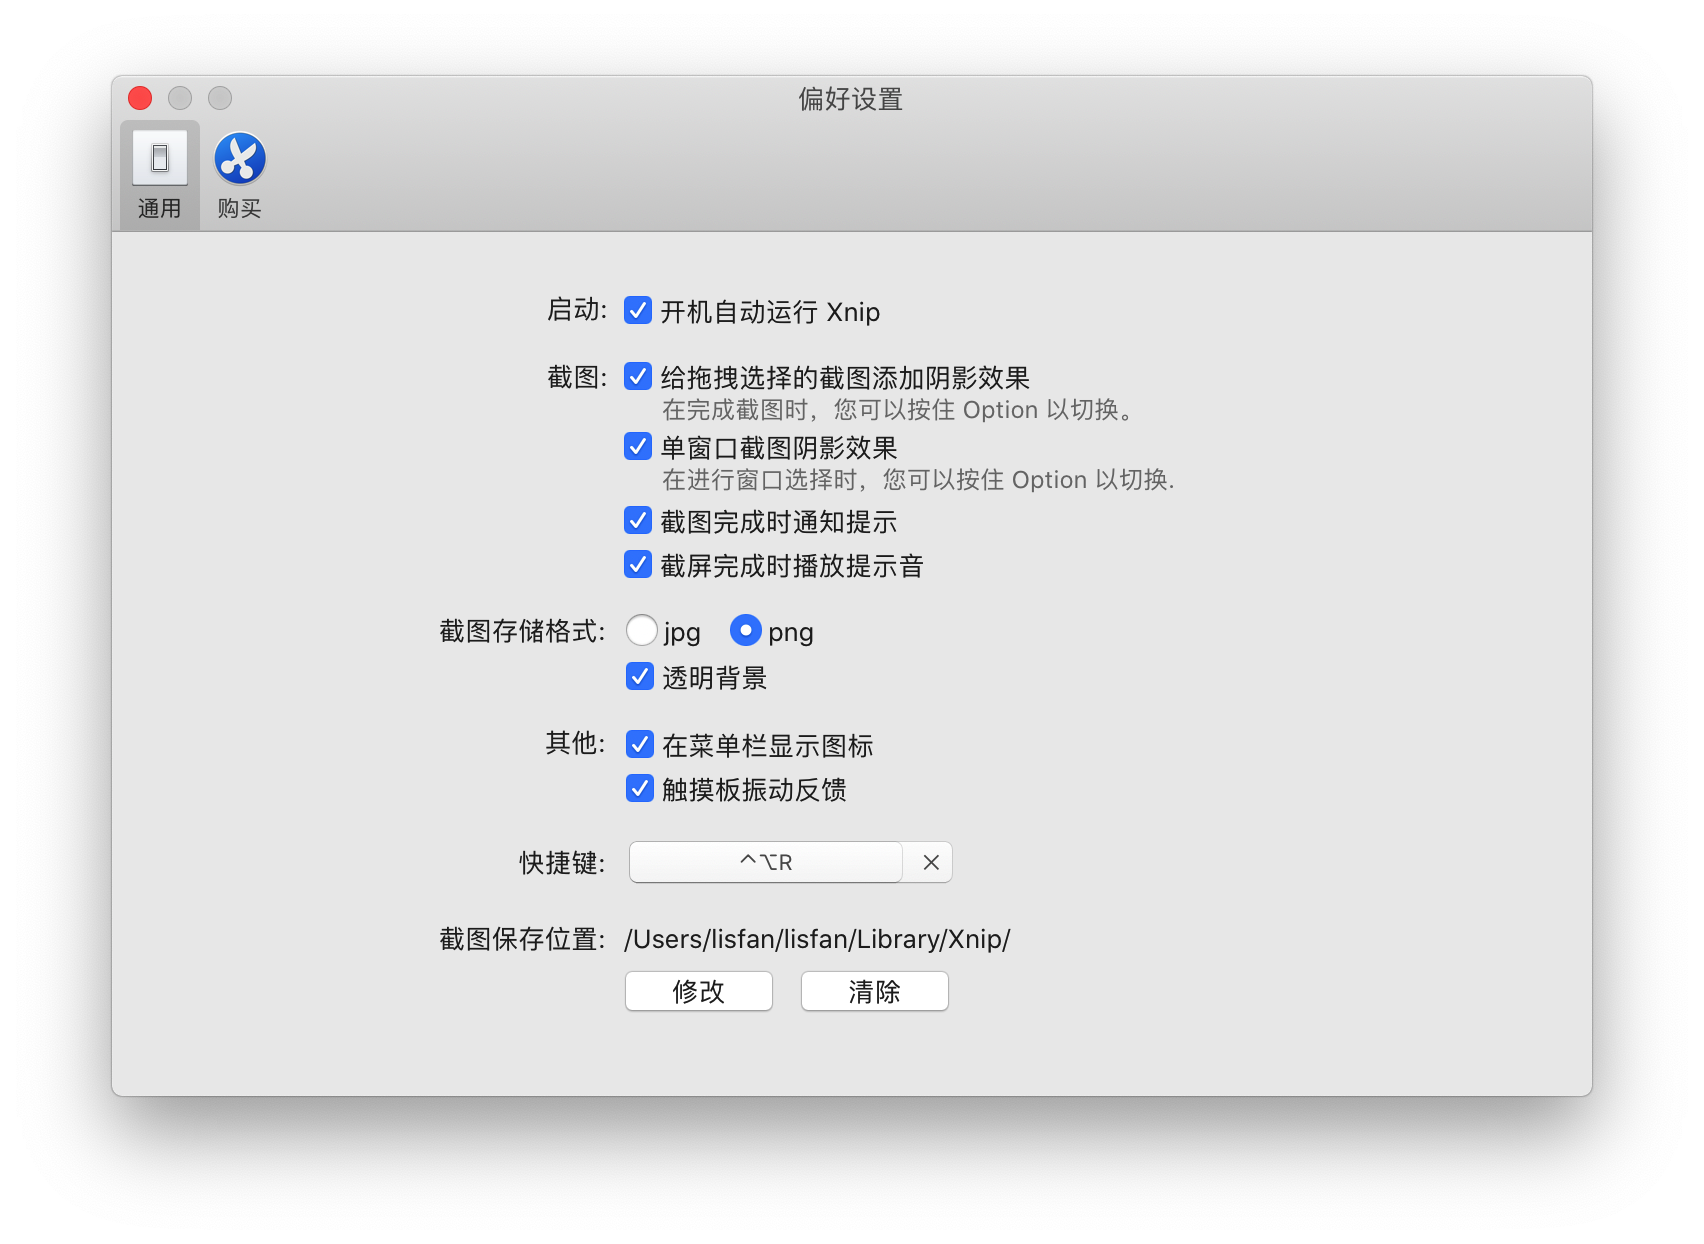 偏好设置
通用 购买
启动: 开机自动运行 Xnip
截图: 给拖拽选择的截图添加阴影效果
在完成截图时，您可以按住 Option 以切换。
单窗口截图阴影效果
在进行窗口选择时，您可以按住 Option 以切换.
截图完成时通知提示
截屏完成时播放提示音
截图存储格式: jpg png
透明背景
其他: 在菜单栏显示图标
触摸板振动反馈
快捷键: ^⌥R ×
截图保存位置: /Users/lisfan/lisfan/Library/Xnip/
修改 清除